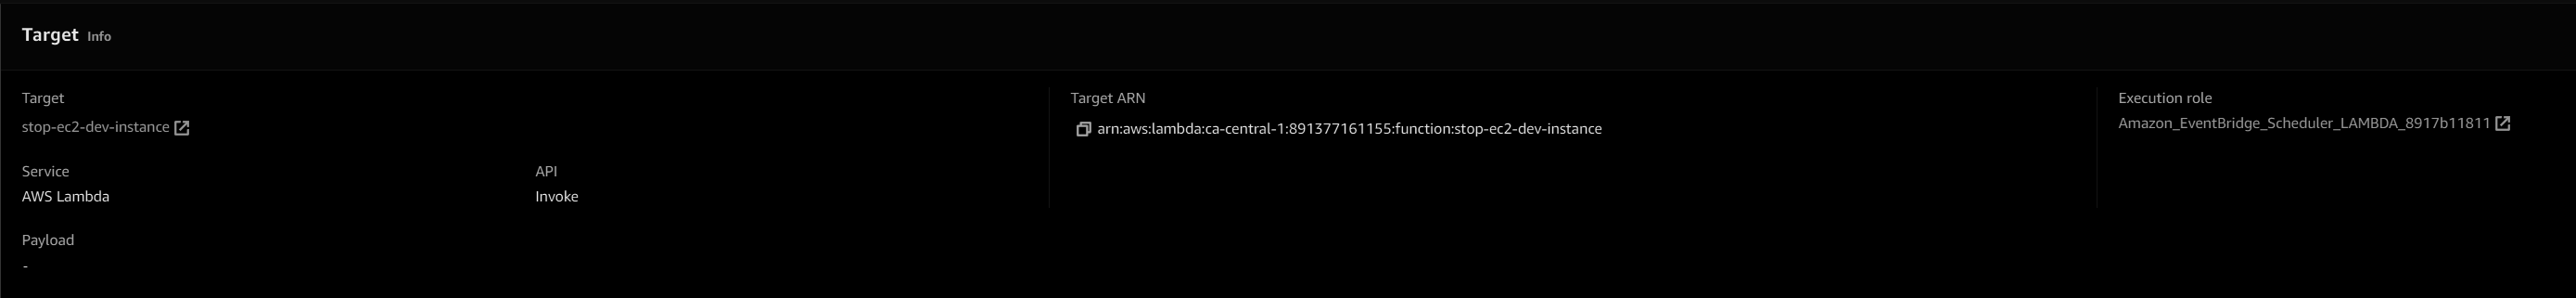 Target Info
Target
stop-ec2-dev-instance
Service
AWS Lambda
API
Invoke
Payload
-
Target ARN
arn:aws:lambda:ca-central-1:891377161155:function:stop-ec2-dev-instance
Execution role
Amazon_EventBridge_Scheduler_LAMBDA_8917b11811